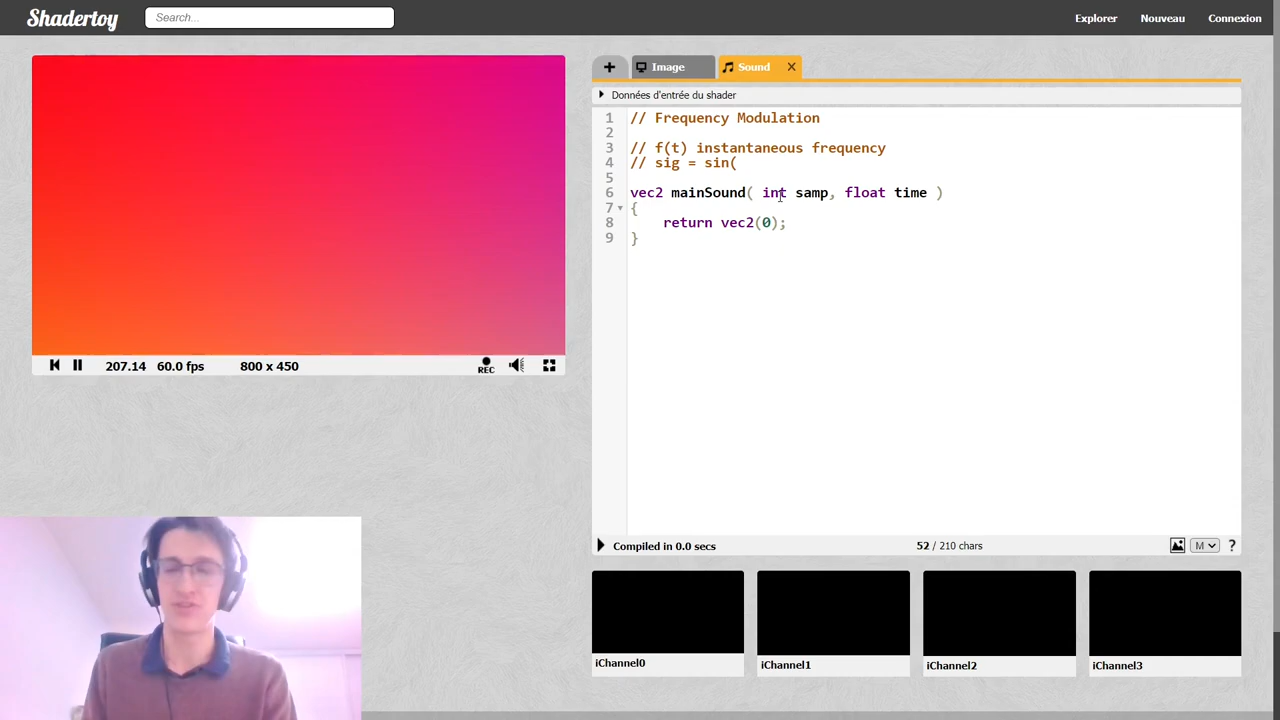 Shadertoy
Search...
Explorer
Nouveau
Connexion
Image
Sound
Données d'entrée du shader
1 // Frequency Modulation
2
3 // f(t) instantaneous frequency
4 // sig = sin(
5
6 vec2 mainSound( int samp, float time )
7 {
8 return vec2(0);
9 }
207.14
60.0 fps
800 x 450
REC
Compiled in 0.0 secs
52 / 210 chars
M
?
iChannel0
iChannel1
iChannel2
iChannel3